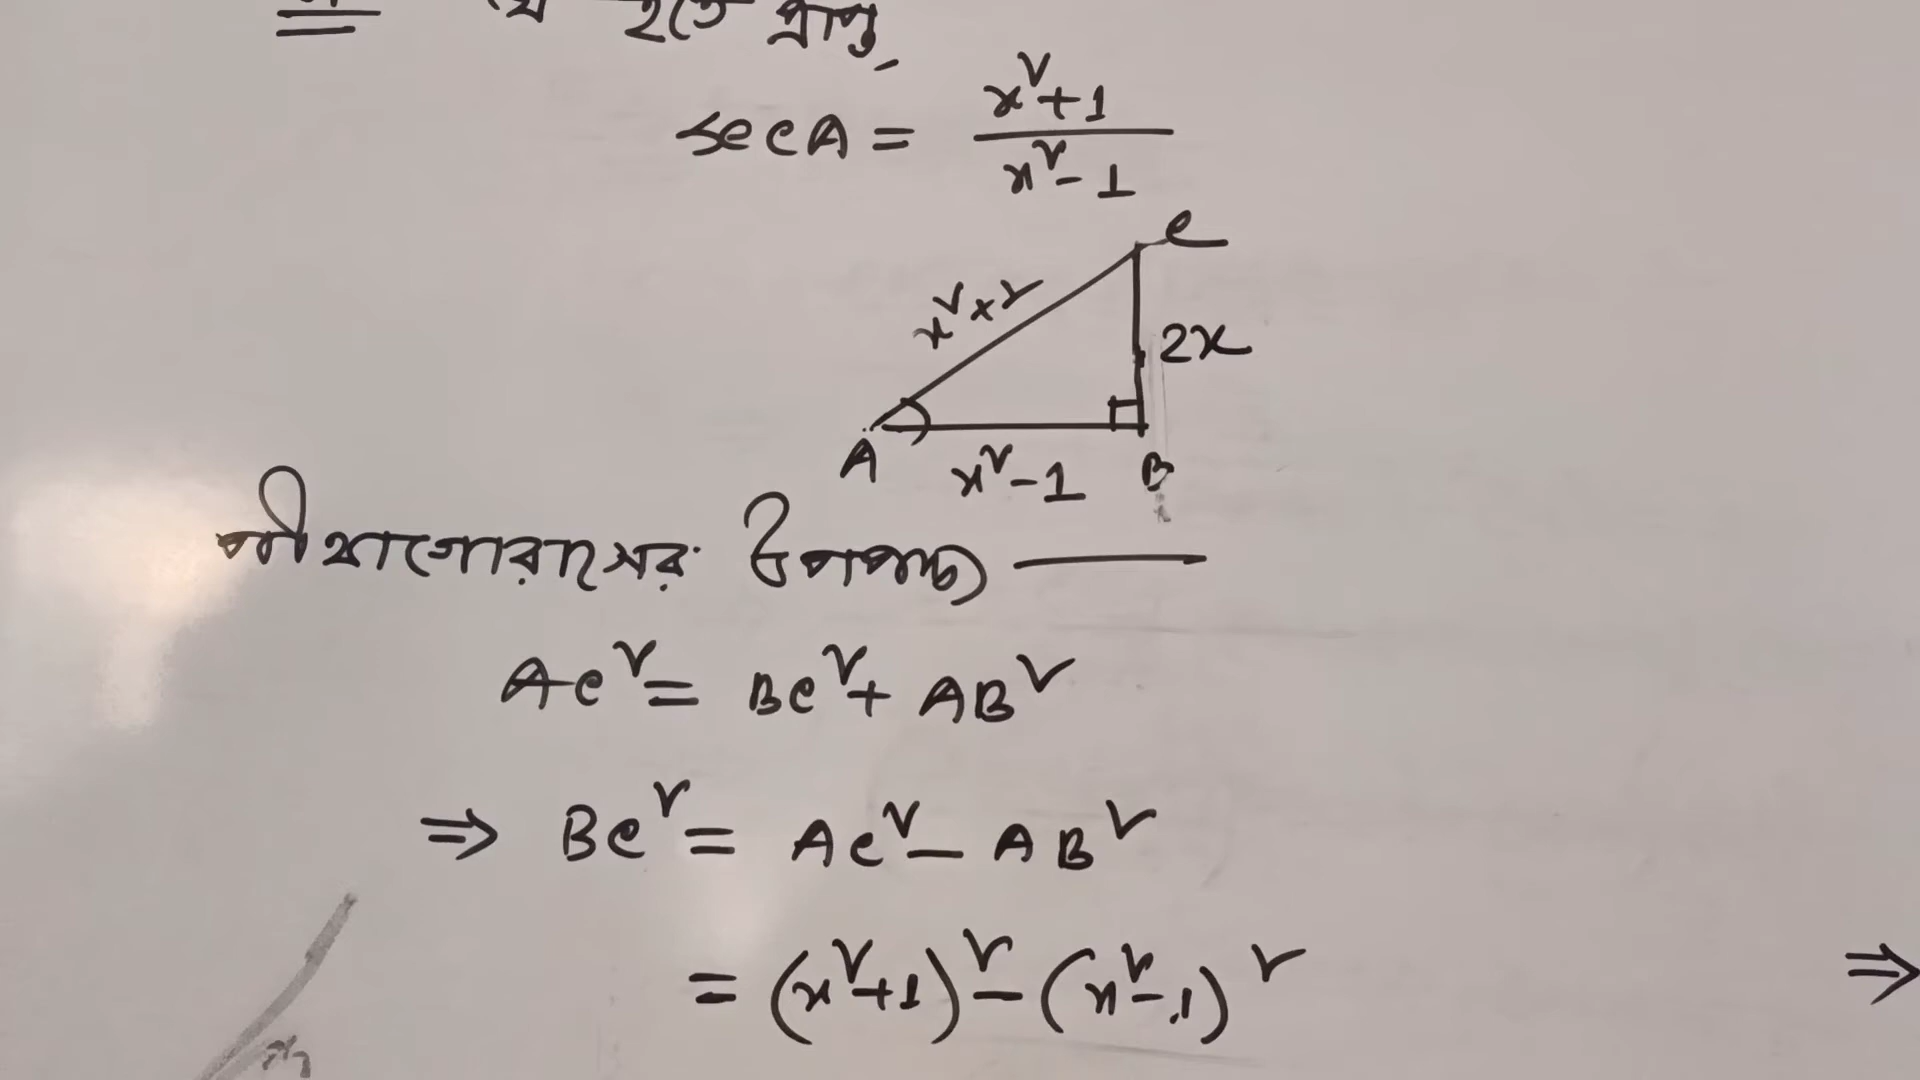 হতে প্রাপ্ত,
secA = x²+1 / x²-1
C
x²+1
2x
A
x²-1
B
পীথাগোরাসের উপপাদ্য
AC² = BC² + AB²
⇒ BC² = AC² - AB²
= (x²+1)² - (x²-1)²
⇒